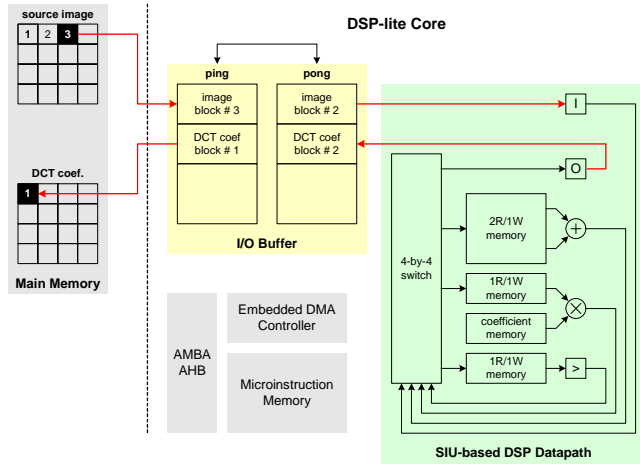 source image
1 2 3
DCT coef.
1
Main Memory
DSP-lite Core
ping
pong
image
block # 3
DCT coef
block # 1
image
block # 2
DCT coef
block # 2
I/O Buffer
AMBA
AHB
Embedded DMA
Controller
Microinstruction
Memory
I
O
4-by-4
switch
2R/1W
memory
+
1R/1W
memory
×
coefficient
memory
1R/1W
memory
>
SIU-based DSP Datapath